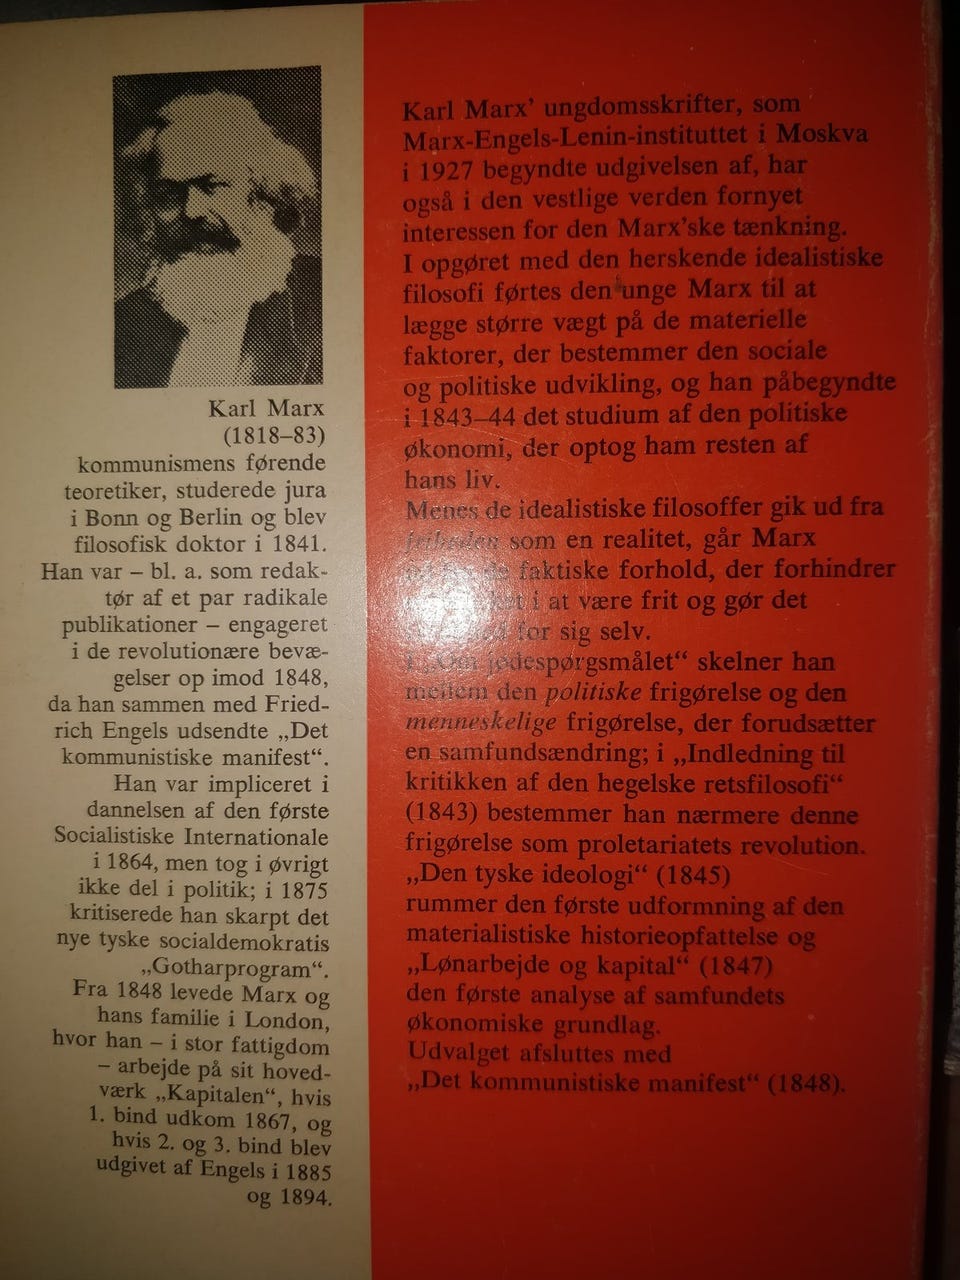 Karl Marx
(1818–83)
kommunismens førende
teoretiker, studerede jura
i Bonn og Berlin og blev
filosofisk doktor i 1841.
Han var – bl. a. som redak-
tør af et par radikale
publikationer – engageret
i de revolutionære bevæ-
gelser op imod 1848,
da han sammen med Fried-
rich Engels udsendte „Det
kommunistiske manifest“.
Han var impliceret i
dannelsen af den første
Socialistiske Internationale
i 1864, men tog i øvrigt
ikke del i politik; i 1875
kritiserede han skarpt det
nye tyske socialdemokratis
„Gotharprogram“.
Fra 1848 levede Marx og
hans familie i London,
hvor han – i stor fattigdom
– arbejde på sit hoved-
værk „Kapitalen“, hvis
1. bind udkom 1867, og
hvis 2. og 3. bind blev
udgivet af Engels i 1885
og 1894.
Karl Marx’ ungdomsskrifter, som
Marx-Engels-Lenin-instituttet i Moskva
i 1927 begyndte udgivelsen af, har
også i den vestlige verden fornyet
interessen for den Marx’ske tænkning.
I opgøret med den herskende idealistiske
filosofi førtes den unge Marx til at
lægge større vægt på de materielle
faktorer, der bestemmer den sociale
og politiske udvikling, og han påbegyndte
i 1843–44 det studium af den politiske
økonomi, der optog ham resten af
hans liv.
Menes de idealistiske filosoffer gik ud fra
friheden som en realitet, går Marx
de faktiske forhold, der forhindrer
i at være frit og gør det
for sig selv.
I „Om jødespørgsmålet“ skelner han
mellem den politiske frigørelse og den
menneskelige frigørelse, der forudsætter
en samfundsændring; i „Indledning til
kritikken af den hegelske retsfilosofi“
(1843) bestemmer han nærmere denne
frigørelse som proletariatets revolution.
„Den tyske ideologi“ (1845)
rummer den første udformning af den
materialistiske historieopfattelse og
„Lønarbejde og kapital“ (1847)
den første analyse af samfundets
økonomiske grundlag.
Udvalget afsluttes med
„Det kommunistiske manifest“ (1848).